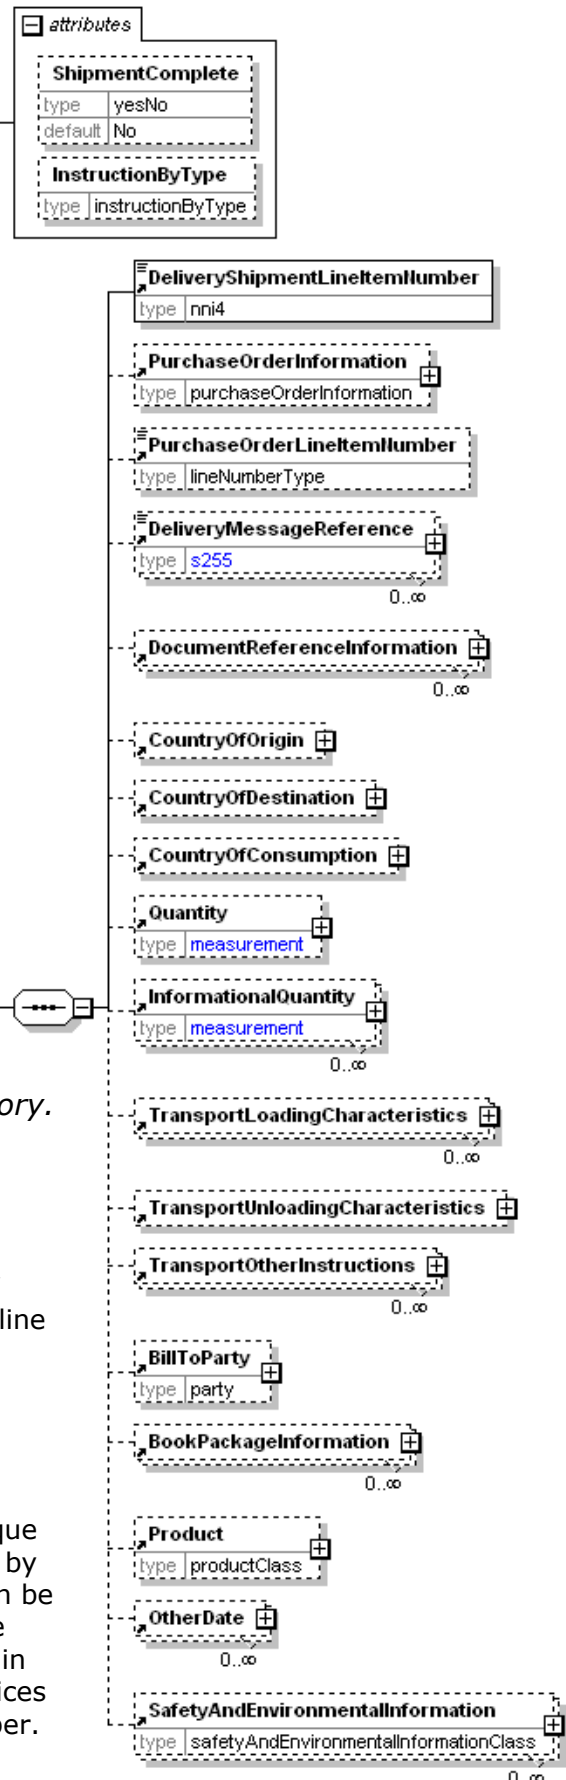 attributes
ShipmentComplete
type yesNo
default No
InstructionByType
type instructionByType
DeliveryShipmentLineItemNumber
type nni4
PurchaseOrderInformation
type purchaseOrderInformation
PurchaseOrderLineItemNumber
type lineNumberType
DeliveryMessageReference
type s255
0..∞
DocumentReferenceInformation
0..∞
CountryOfOrigin
CountryOfDestination
CountryOfConsumption
Quantity
type measurement
InformationalQuantity
type measurement
0..∞
ory.
TransportLoadingCharacteristics
0..∞
TransportUnloadingCharacteristics
TransportOtherInstructions
0..∞
line
BillToParty
type party
BookPackageInformation
0..∞
que
Product
by
type productClass
n be
e
OtherDate
in
0..∞
ices
SafetyAndEnvironmentalInformation
ber.
type safetyAndEnvironmentalInformationClass
0..∞